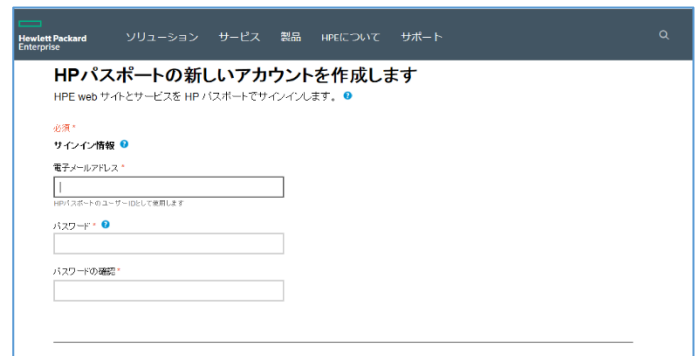 Hewlett Packard
Enterprise
ソリューション サービス 製品 HPEについて サポート
HPパスポートの新しいアカウントを作成します
HPE web サイトとサービスを HP パスポートでサインインします。 ?
必須*
サインイン情報 ?
電子メールアドレス *
HPパスポートのユーザーIDとして使用します
パスワード * ?
パスワードの確認 *